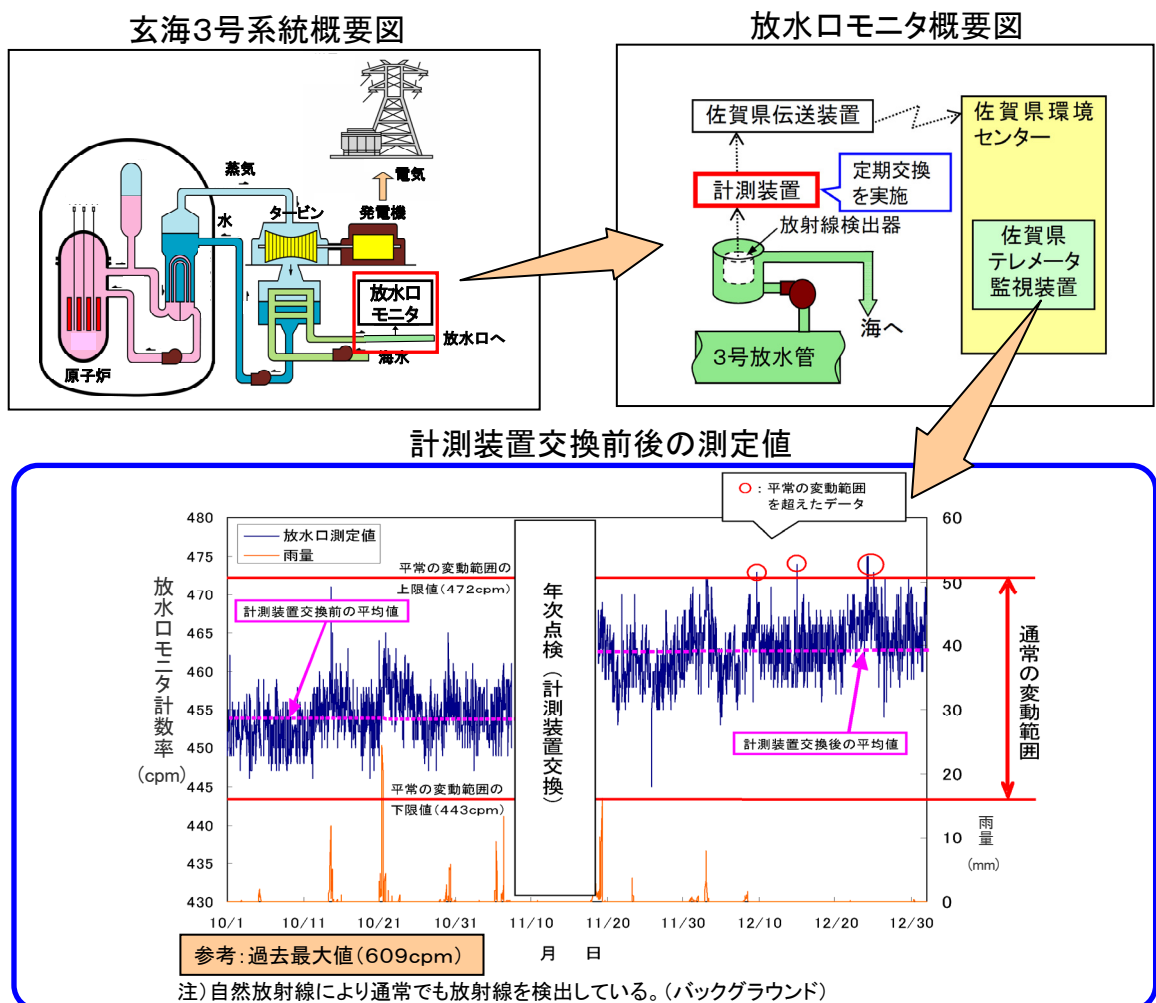 玄海３号系統概要図
蒸気
水
タービン
発電機
電気
放水口
モニタ
放水口へ
海水
原子炉
放水口モニタ概要図
佐賀県伝送装置
佐賀県環境
センター
計測装置
定期交換
を実施
放射線検出器
佐賀県
テレメータ
監視装置
海へ
３号放水管
計測装置交換前後の測定値
○：平常の変動範囲
を超えたデータ
放水口測定値
雨量
平常の変動範囲の
上限値(472cpm)
計測装置交換前の平均値
年次点検（計測装置交換）
計測装置交換後の平均値
平常の変動範囲の
下限値(443cpm)
通常の変動範囲
放水口モニタ計数率
(cpm)
480
475
470
465
460
455
450
445
440
435
430
60
50
40
30
20
10
0
雨量
(mm)
10/1 10/11 10/21 10/31 11/10 11/20 11/30 12/10 12/20 12/30
月 日
参考：過去最大値(609cpm)
注)自然放射線により通常でも放射線を検出している。(バックグラウンド)